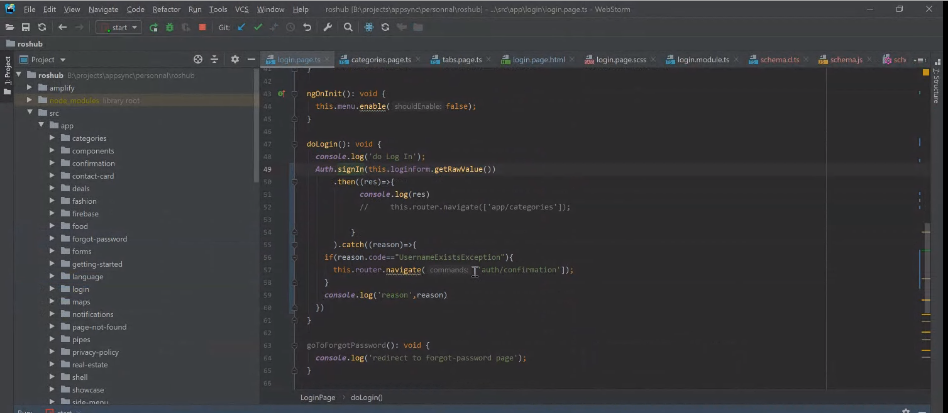 File Edit View Navigate Code Refactor Run Tools VCS Window Help roshub - B:\projects\appsync\personnal\roshub] - ...\src\app\login\login.page.ts - WebStorm
start Git:
roshub
Project
login.page.ts categories.page.ts tabs.page.ts login.page.html login.page.scss login.module.ts schema.d.ts schema.js
1: Project
roshub B:\projects\appsync\personnal\roshub
amplify
node_modules library root
src
app
categories
components
confirmation
contact-card
deals
fashion
firebase
food
forgot-password
forms
getting-started
language
login
maps
notifications
page-not-found
pipes
privacy-policy
real-estate
shell
showcase
side-menu
41 }
42
43 ngOnInit(): void {
44 this.menu.enable( shouldEnable: false);
45 }
46
47 doLogin(): void {
48 console.log('do Log In');
49 Auth.signIn(this.loginForm.getRawValue())
50 .then((res)=>{
51 console.log(res)
52 // this.router.navigate(['app/categories']);
53
54 }
55 ).catch((reason)=>{
56 if(reason.code=="UsernameExistsException"){
57 this.router.navigate( commands: ['auth/confirmation']);
58 }
59 console.log('reason',reason)
60 })
61 }
62
63 goToForgotPassword(): void {
64 console.log('redirect to forgot-password page');
65 }
66
LoginPage doLogin()
Structure
start